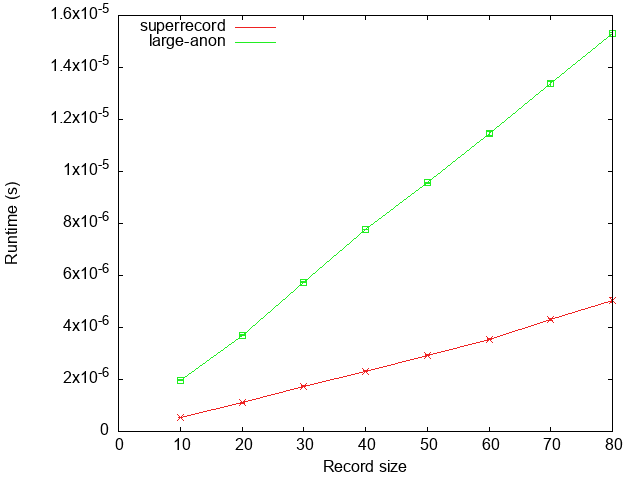 1.6x10-5
1.4x10-5
1.2x10-5
1x10-5
8x10-6
6x10-6
4x10-6
2x10-6
0
0 10 20 30 40 50 60 70 80
Runtime (s)
Record size
superrecord
large-anon